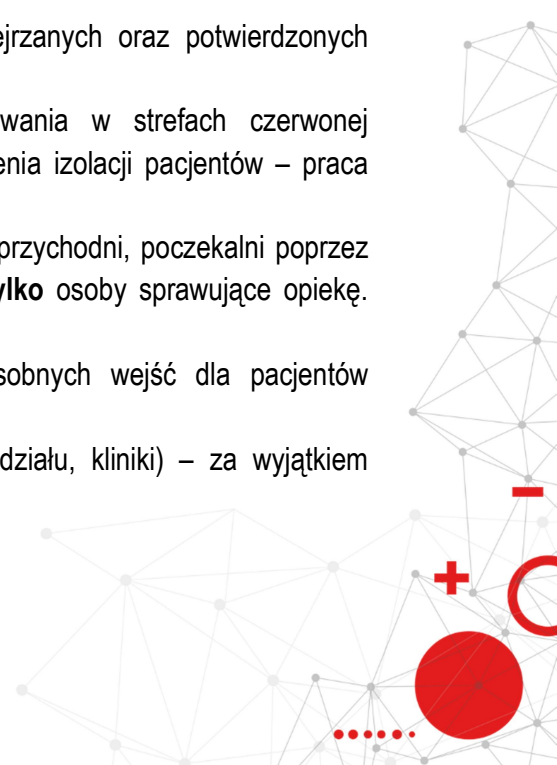 ejrzanych oraz potwierdzonych
wania w strefach czerwonej
enia izolacji pacjentów – praca
przychodni, poczekalni poprzez
ylko osoby sprawujące opiekę.
sobnych wejść dla pacjentów
działu, kliniki) – za wyjątkiem